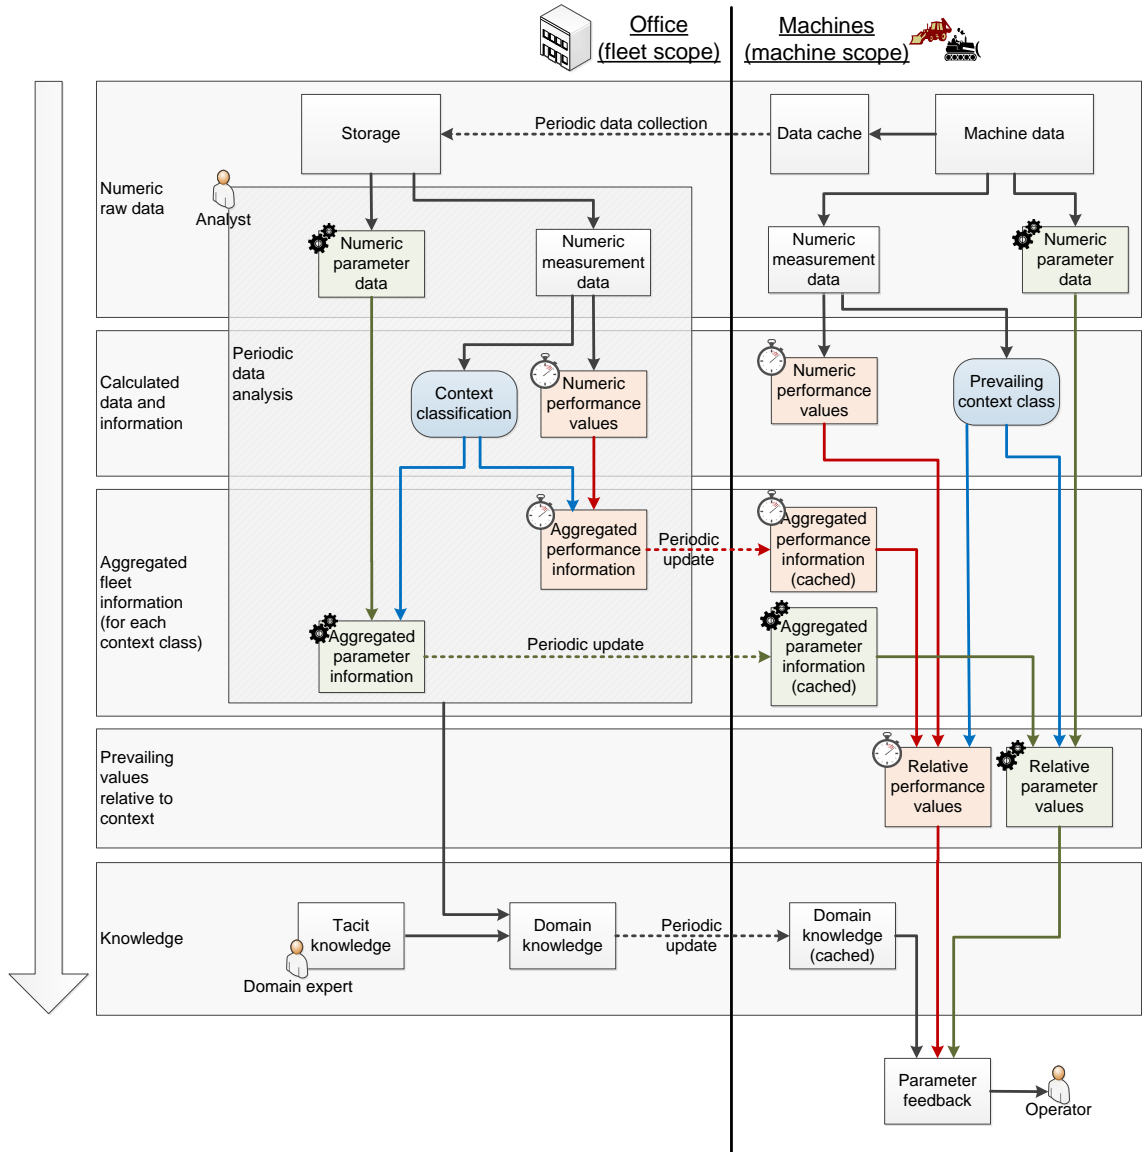 Office
(fleet scope)
Machines
(machine scope)
Storage
Periodic data collection
Data cache
Machine data
Numeric
raw data
Analyst
Numeric
parameter
data
Numeric
measurement
data
Numeric
measurement
data
Numeric
parameter
data
Periodic
data
analysis
Calculated
data and
information
Context
classification
Numeric
performance
values
Numeric
performance
values
Prevailing
context class
Aggregated
fleet
information
(for each
context class)
Aggregated
performance
information
Periodic
update
Aggregated
performance
information
(cached)
Aggregated
parameter
information
Periodic update
Aggregated
parameter
information
(cached)
Prevailing
values
relative to
context
Relative
performance
values
Relative
parameter
values
Knowledge
Tacit
knowledge
Domain expert
Domain
knowledge
Periodic
update
Domain
knowledge
(cached)
Parameter
feedback
Operator